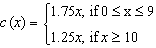 c(x) = { 1.75x, if 0 ≤ x ≤ 9
1.25x, if x ≥ 10